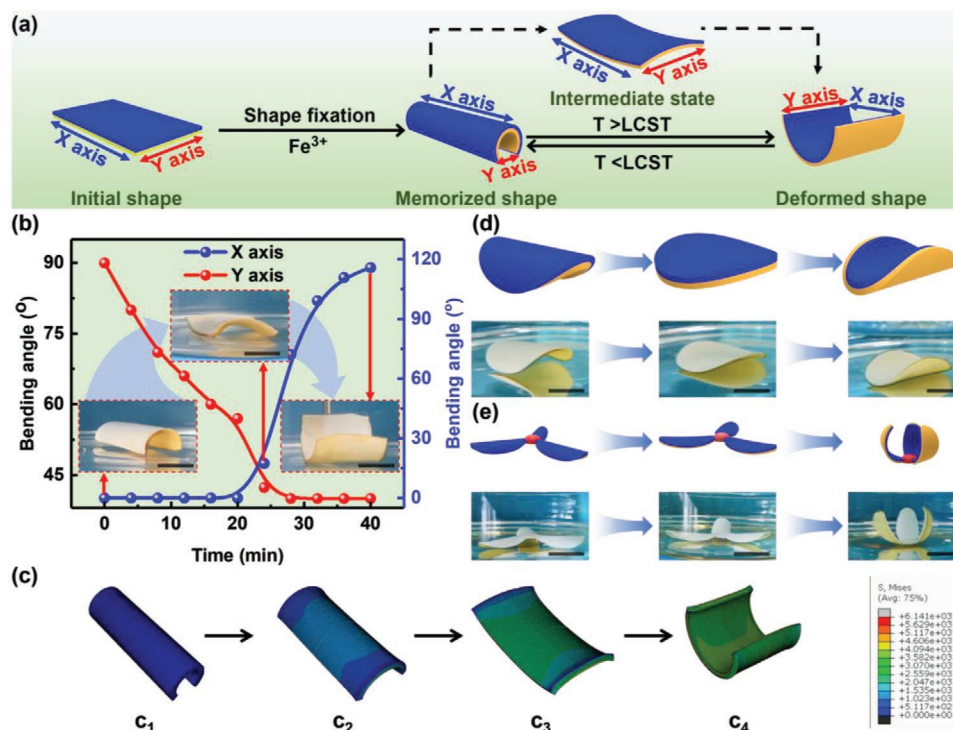 (a)
X axis
Y axis
Initial shape
Shape fixation
Fe³⁺
X axis
Y axis
Memorized shape
X axis
Y axis
Intermediate state
T >LCST
T <LCST
Y axis
X axis
Deformed shape
(b)
X axis
Y axis
Bending angle (°)
90
75
60
45
Bending angle (°)
120
90
60
30
0
0 10 20 30 40
Time (min)
(d)
(e)
(c)
c₁
c₂
c₃
c₄
S, Mises
(Avg: 75%)
+6.141e+03
+5.629e+03
+5.117e+03
+4.606e+03
+4.094e+03
+3.582e+03
+3.070e+03
+2.559e+03
+2.047e+03
+1.535e+03
+1.023e+03
+5.117e+02
+0.000e+00